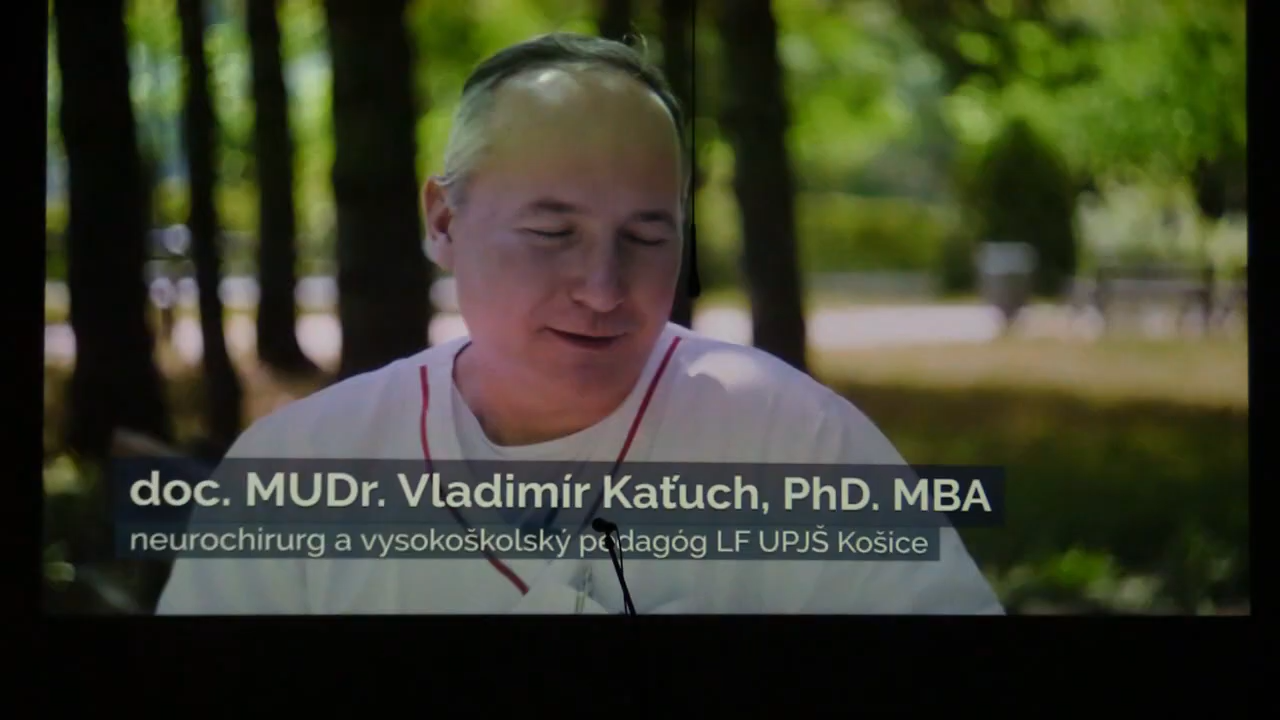 doc. MUDr. Vladimír Kaťuch, PhD. MBA
neurochirurg a vysokoškolský pedagóg LF UPJŠ Košice